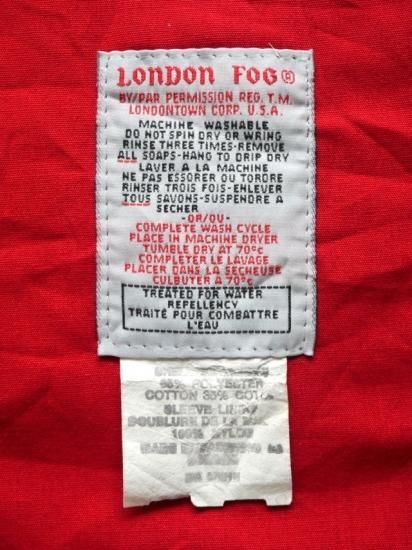 LONDON FOG®
BY/PAR PERMISSION REG. T.M.
LONDONTOWN CORP. U.S.A.
MACHINE WASHABLE
DO NOT SPIN DRY OR WRING
RINSE THREE TIMES-REMOVE
ALL SOAPS-HANG TO DRIP DRY
LAVER A LA MACHINE
NE PAS ESSORER OU TORDRE
RINSER TROIS FOIS-ENLEVER
TOUS SAVONS-SUSPENDRE A
SECHER
-OR/OU-
COMPLETE WASH CYCLE
PLACE IN MACHINE DRYER
TUMBLE DRY AT 70°C
COMPLETER LE LAVAGE
PLACER DANS LA SECHEUSE
CULBUTER A 70°C
TREATED FOR WATER
REPELLENCY
TRAITÉ POUR COMBATTRE
L'EAU
65% POLYESTER
COTTON 35% COTON
SLEEVE LINING
DOUBLURE DE LA
100% NYLON
MADE IN